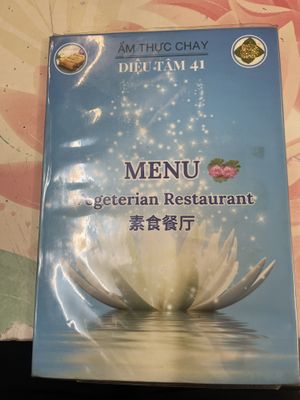 ẨM THỰC CHAY
DIỆU TÂM 41
MENU
Vegeterian Restaurant
素食餐厅